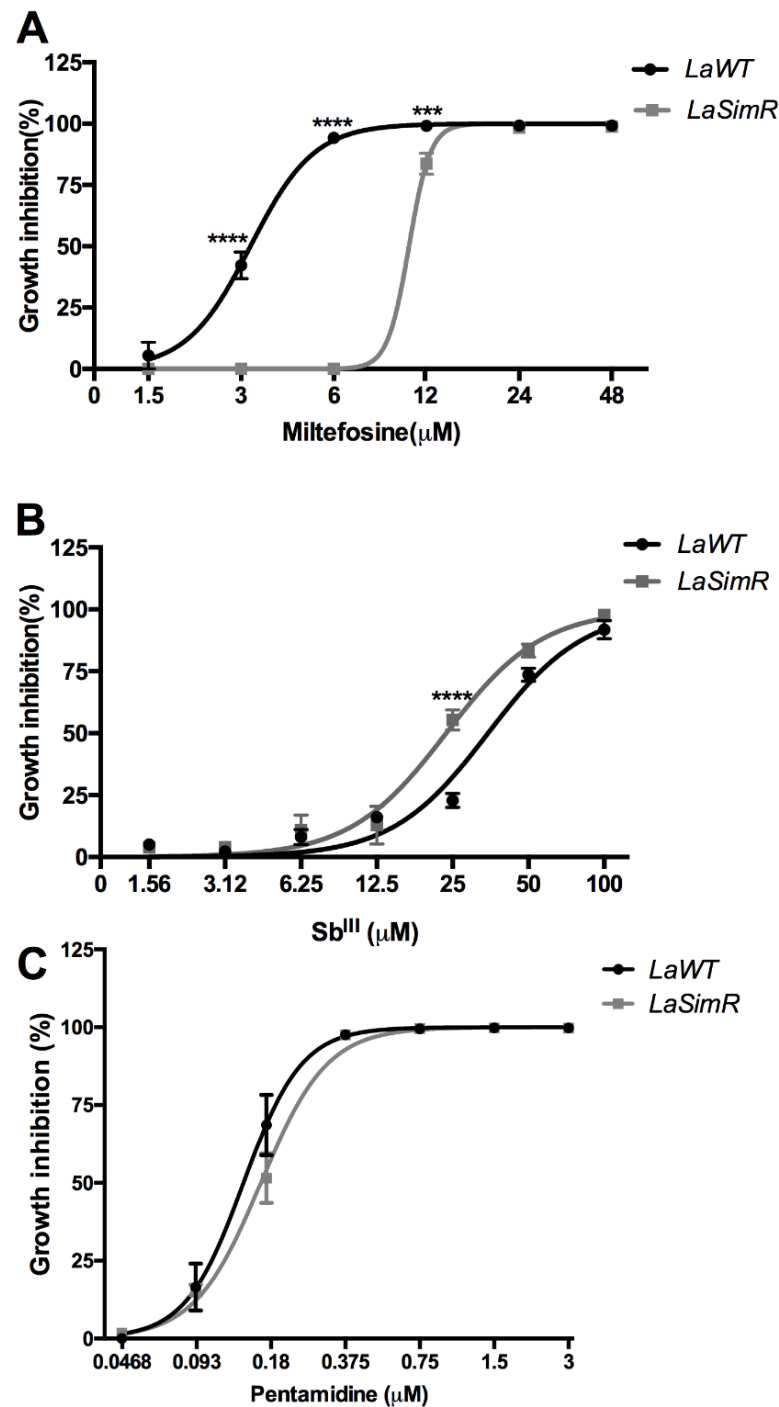 A
LaWT
LaSimR
Growth inhibition(%)
125
100
75
50
25
0
****
****
***
0 1.5 3 6 12 24 48
Miltefosine(μM)
B
LaWT
LaSimR
Growth inhibition(%)
125
100
75
50
25
0
****
0 1.56 3.12 6.25 12.5 25 50 100
Sbᴵᴵᴵ (μM)
C
LaWT
LaSimR
Growth inhibition (%)
125
100
75
50
25
0
0.0468 0.093 0.18 0.375 0.75 1.5 3
Pentamidine (μM)